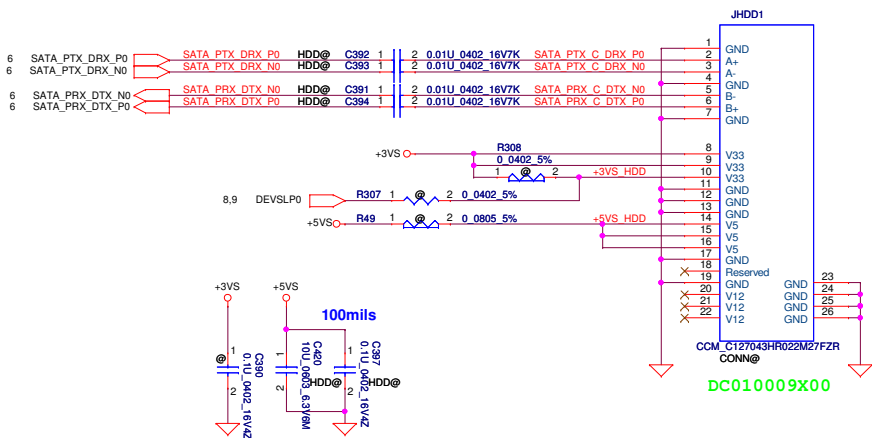 JHDD1
6 SATA_PTX_DRX_P0 SATA_PTX_DRX_P0 HDD@ C392 1 2 0.01U_0402_16V7K SATA_PTX_C_DRX_P0
6 SATA_PTX_DRX_N0 SATA_PTX_DRX_N0 HDD@ C393 1 2 0.01U_0402_16V7K SATA_PTX_C_DRX_N0
6 SATA_PRX_DTX_N0 SATA_PRX_DTX_N0 HDD@ C391 1 2 0.01U_0402_16V7K SATA_PRX_C_DTX_N0
6 SATA_PRX_DTX_P0 SATA_PRX_DTX_P0 HDD@ C394 1 2 0.01U_0402_16V7K SATA_PRX_C_DTX_P0
1 GND
2 A+
3 A-
4 GND
5 B-
6 B+
7 GND
+3VS R308
0_0402_5%
1 @ 2 +3VS_HDD
8,9 DEVSLP0 R307 1 @ 2 0_0402_5%
+5VS R49 1 @ 2 0_0805_5% +5VS_HDD
8 V33
9 V33
10 V33
11 GND
12 GND
13 GND
14 V5
15 V5
16 V5
17 GND
18 Reserved
19 GND
20 V12
21 V12
22 V12
GND 23
GND 24
GND 25
GND 26
CCM_C127043HR022M27FZR
CONN@
DC010009X00
+3VS +5VS
100mils
@ 1 2 C390
0.1U_0402_16V4Z
1 2 C420
10U_0603_6.3V6M
HDD@
1 2 C397
0.1U_0402_16V4Z
HDD@